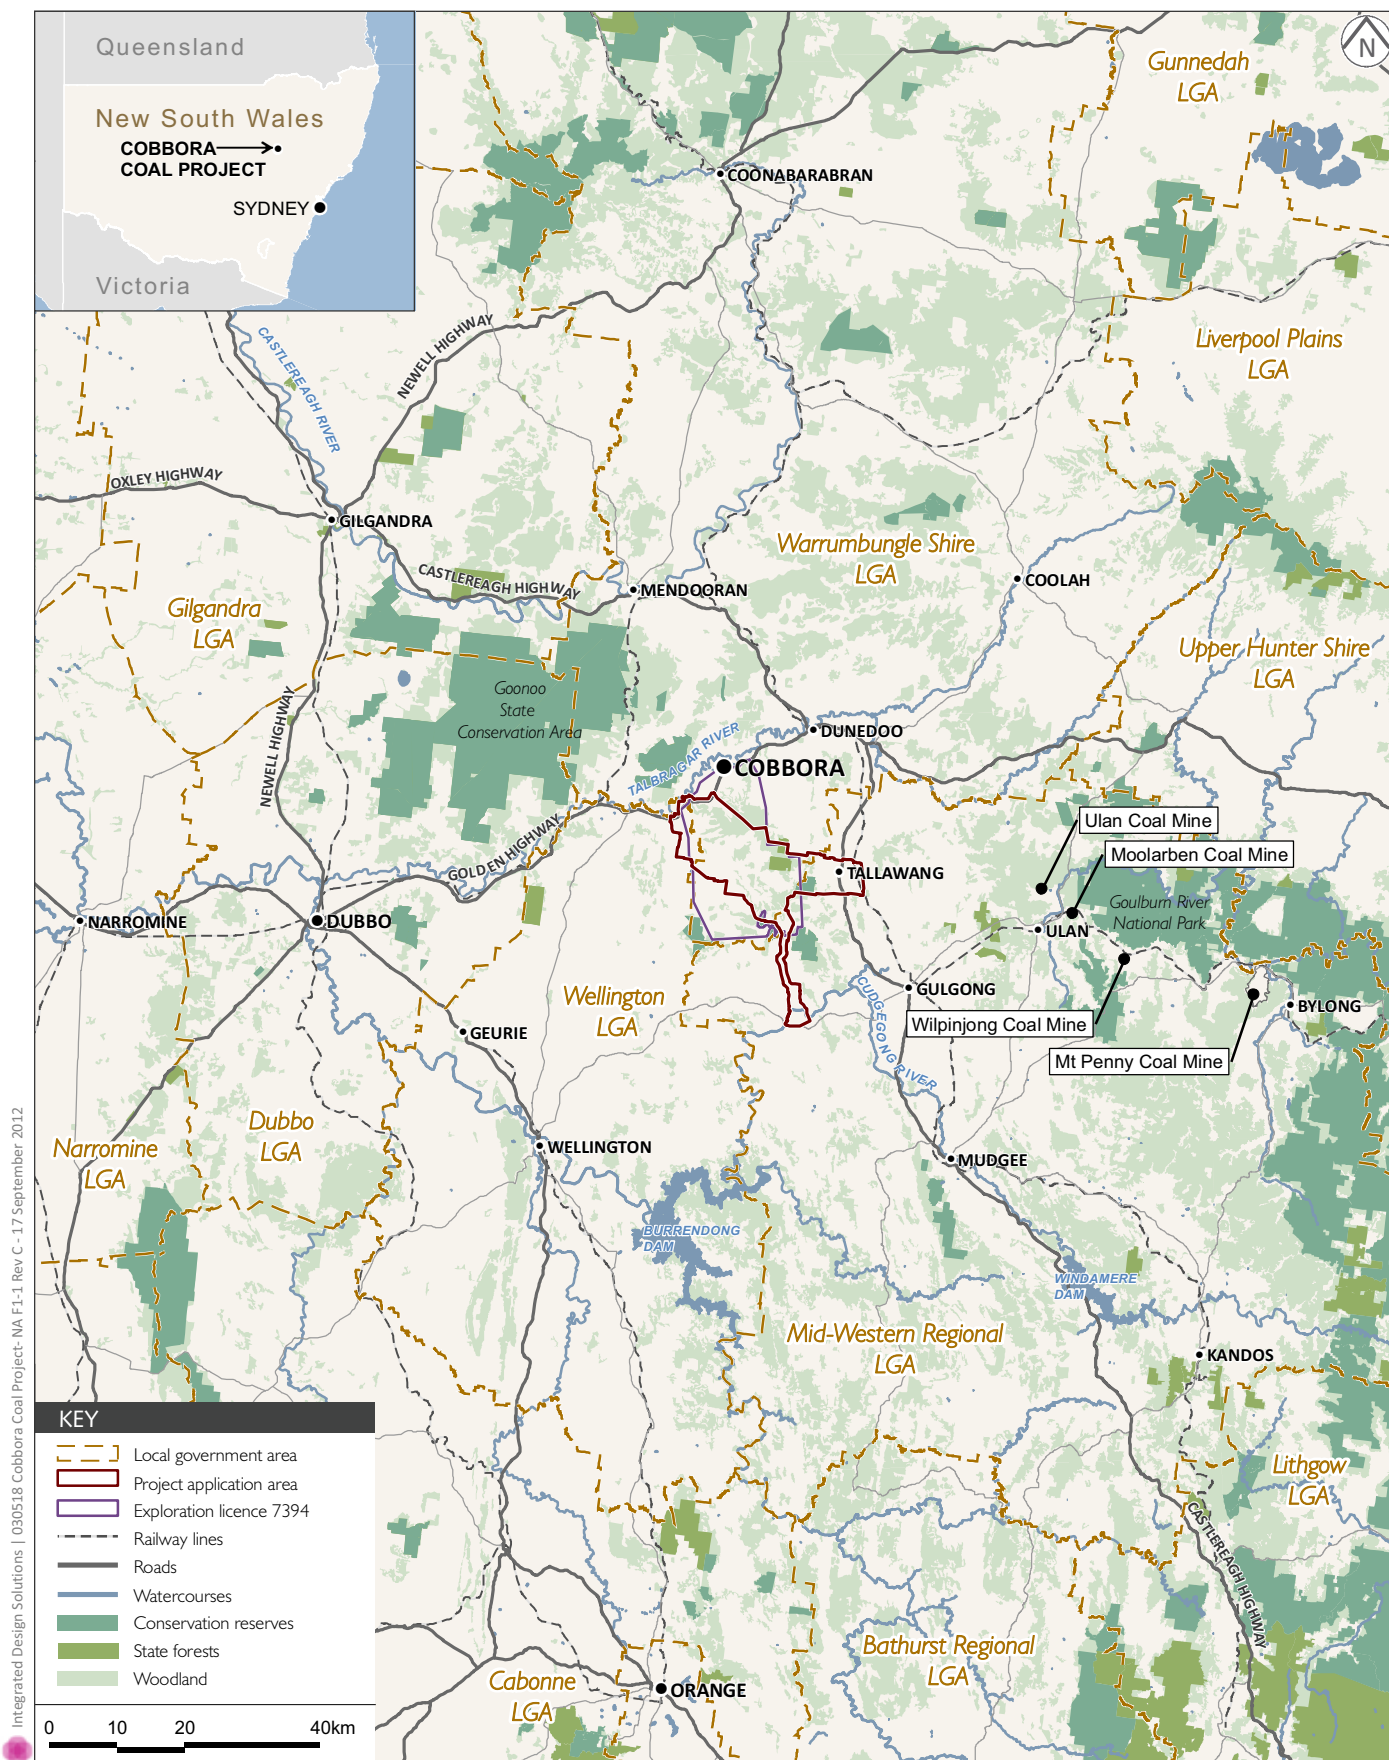 Queensland
New South Wales
COBBORA
COAL PROJECT
SYDNEY
Victoria
N
Gunnedah
LGA
COONABARABRAN
CASTLEREAGH RIVER
NEWELL HIGHWAY
Liverpool Plains
LGA
OXLEY HIGHWAY
GILGANDRA
Warrumbungle Shire
LGA
CASTLEREAGH HIGHWAY
MENDOORAN
COOLAH
Gilgandra
LGA
Upper Hunter Shire
LGA
Goonoo
State
Conservation Area
NEWELL HIGHWAY
TALBRAGAR RIVER
DUNEDOO
COBBORA
Ulan Coal Mine
Moolarben Coal Mine
GOLDEN HIGHWAY
TALLAWANG
Goulburn River
National Park
NARROMINE
DUBBO
ULAN
Wellington
LGA
CUDGEGONG RIVER
GULGONG
BYLONG
Wilpinjong Coal Mine
GEURIE
Mt Penny Coal Mine
Dubbo
LGA
Narromine
LGA
WELLINGTON
MUDGEE
BURRENDONG
DAM
WINDAMERE
DAM
Mid-Western Regional
LGA
KANDOS
Lithgow
LGA
CASTLEREAGH HIGHWAY
Bathurst Regional
LGA
Cabonne
LGA
ORANGE
KEY
Local government area
Project application area
Exploration licence 7394
Railway lines
Roads
Watercourses
Conservation reserves
State forests
Woodland
0 10 20 40km
Integrated Design Solutions | 030518 Cobbora Coal Project- NA F1-1 Rev C - 17 September 2012